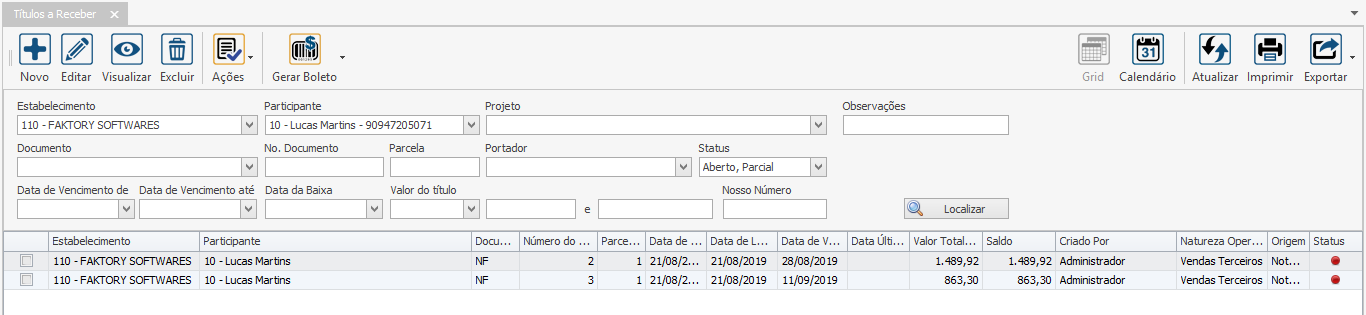 Títulos a Receber
Novo Editar Visualizar Excluir Ações Gerar Boleto Grid 31 Calendário Atualizar Imprimir Exportar
Estabelecimento Participante Projeto Observações
110 - FAKTORY SOFTWARES 10 - Lucas Martins - 90947205071
Documento No. Documento Parcela Portador Status
Aberto, Parcial
Data de Vencimento de Data de Vencimento até Data da Baixa Valor do título Nosso Número
e Localizar
Estabelecimento Participante Docu... Número do ... Parce... Data de ... Data de L... Data de V... Data Últi... Valor Total... Saldo Criado Por Natureza Oper... Origem Status
110 - FAKTORY SOFTWARES 10 - Lucas Martins NF 2 1 21/08/2... 21/08/2019 28/08/2019 1.489,92 1.489,92 Administrador Vendas Terceiros Not...
110 - FAKTORY SOFTWARES 10 - Lucas Martins NF 3 1 21/08/2... 21/08/2019 11/09/2019 863,30 863,30 Administrador Vendas Terceiros Not...